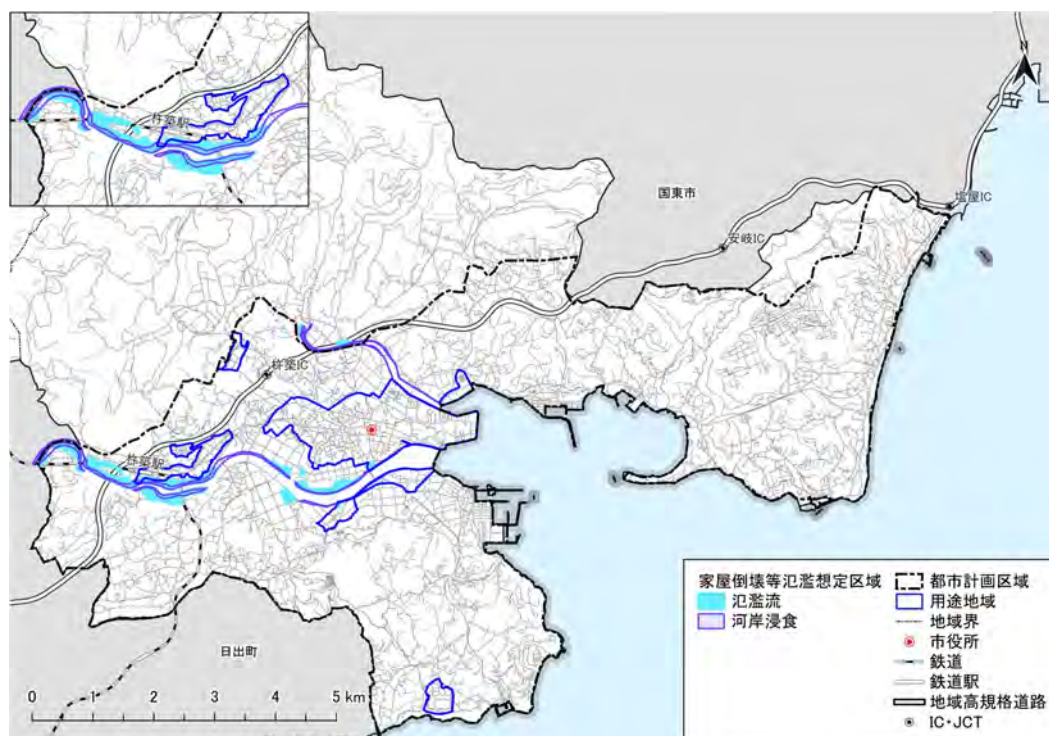 杵築駅
N
国東市
塩屋IC
安岐IC
杵築IC
杵築駅
日出町
0 1 2 3 4 5 km
家屋倒壊等氾濫想定区域
氾濫流
河岸浸食
都市計画区域
用途地域
地域界
市役所
鉄道
鉄道駅
地域高規格道路
IC・JCT